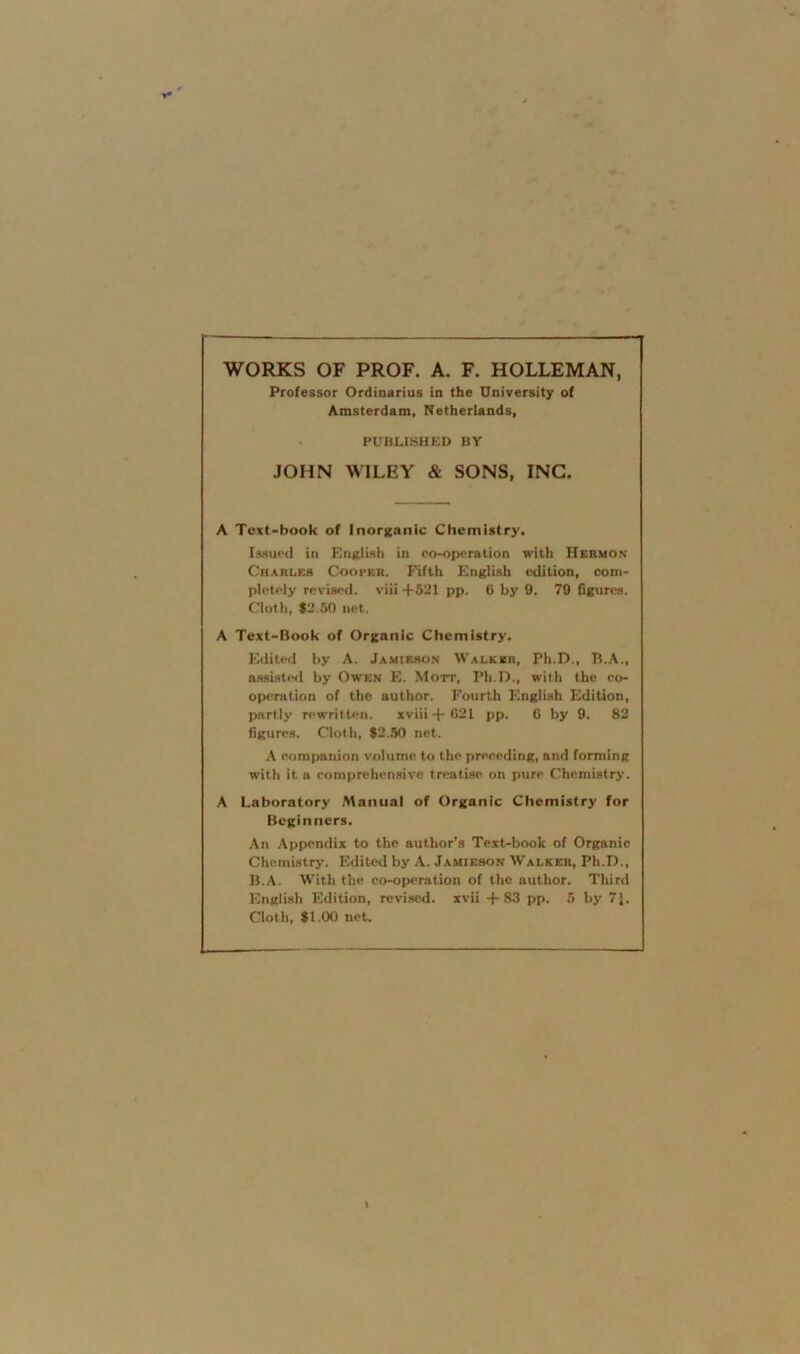 WORKS OF PROF. A. F. HOLLEMAN,
Professor Ordinarius in the University of
Amsterdam, Netherlands,
PUBLISHED BY
JOHN WILEY & SONS, INC.
A Text-book of Inorganic Chemistry.
Issued in English in co-operation with HERMON
CHARLES COOPER. Fifth English edition, com-
pletely revised. viii+521 pp. 6 by 9. 79 figures.
Cloth, $2.50 net.
A Text-Book of Organic Chemistry.
Edited by A. JAMIESON WALKER, Ph.D., B.A.,
assisted by OWEN E. MOTT, Ph.D., with the co-
operation of the author. Fourth English Edition,
partly rewritten. xviii + 621 pp. 6 by 9. 82
figures. Cloth, $2.50 net.
A companion volume to the preceding, and forming
with it a comprehensive treatise on pure Chemistry.
A Laboratory Manual of Organic Chemistry for
Beginners.
An Appendix to the author's Text-book of Organic
Chemistry. Edited by A. JAMIESON WALKER, Ph.D.,
B.A. With the co-operation of the author. Third
English Edition, revised. xvii + 83 pp. 5 by 7¼.
Cloth, $1.00 net.